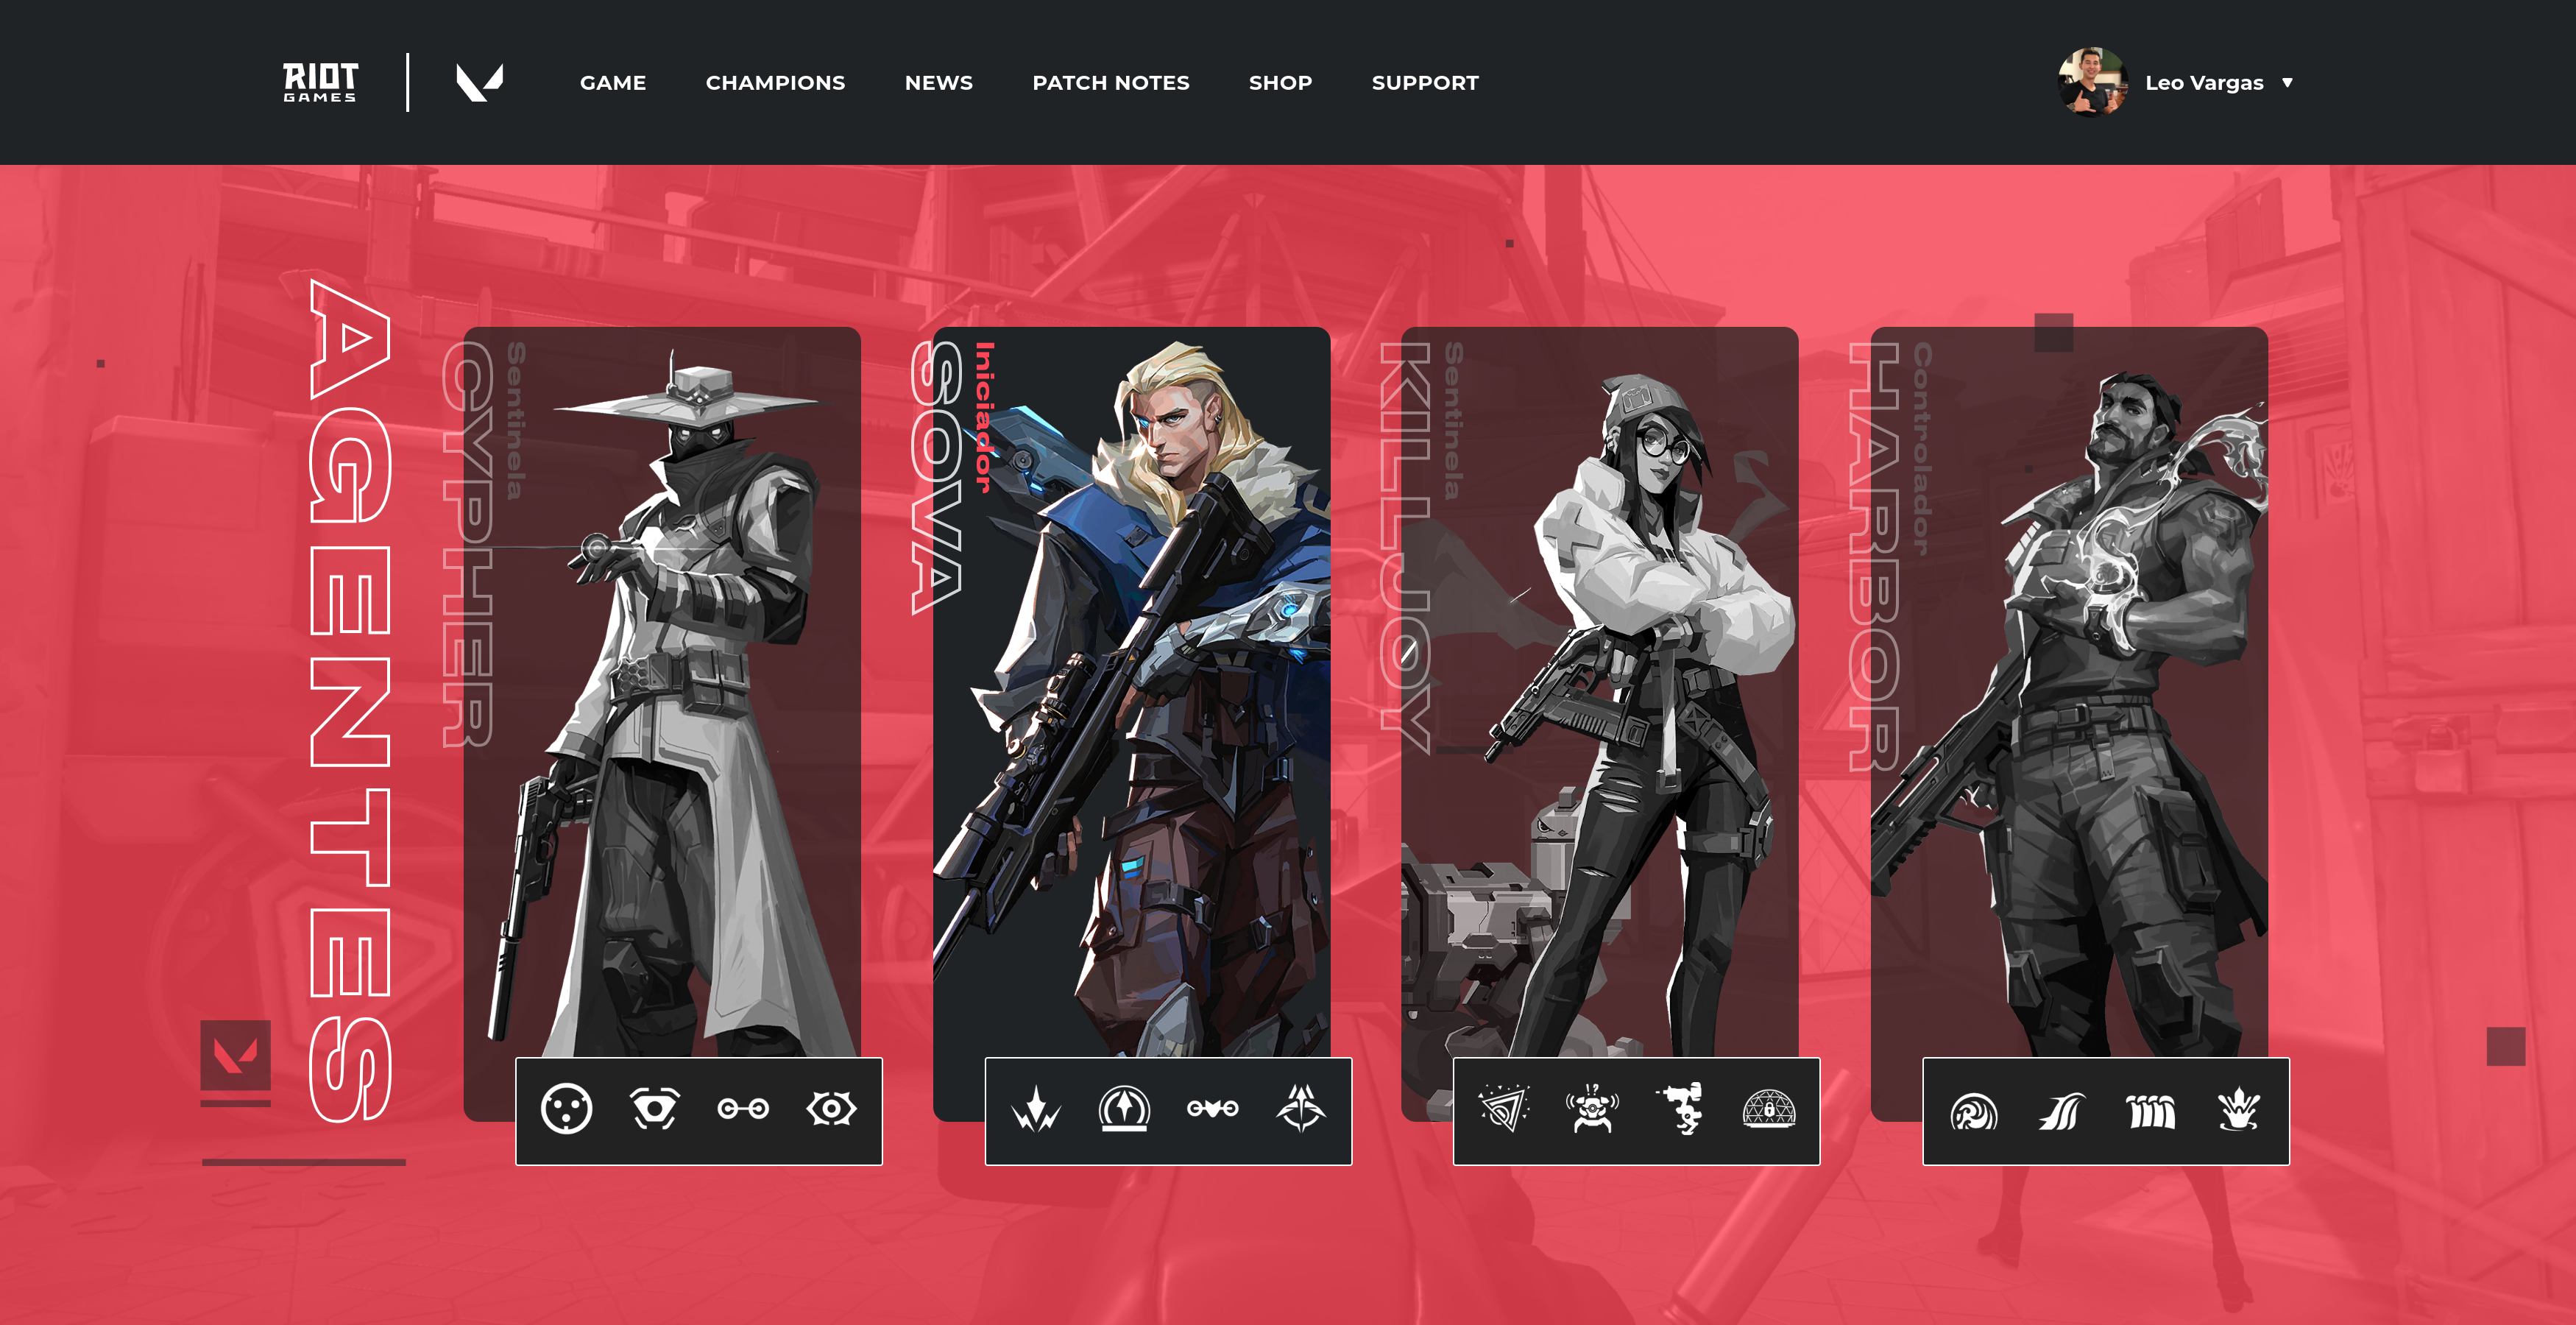 RIOT
GAMES
GAME
CHAMPIONS
NEWS
PATCH NOTES
SHOP
SUPPORT
Leo Vargas
AGENTES
CYPHER
Sentinela
SOVA
Iniciador
KILLJOY
Sentinela
HARBOR
Controlador